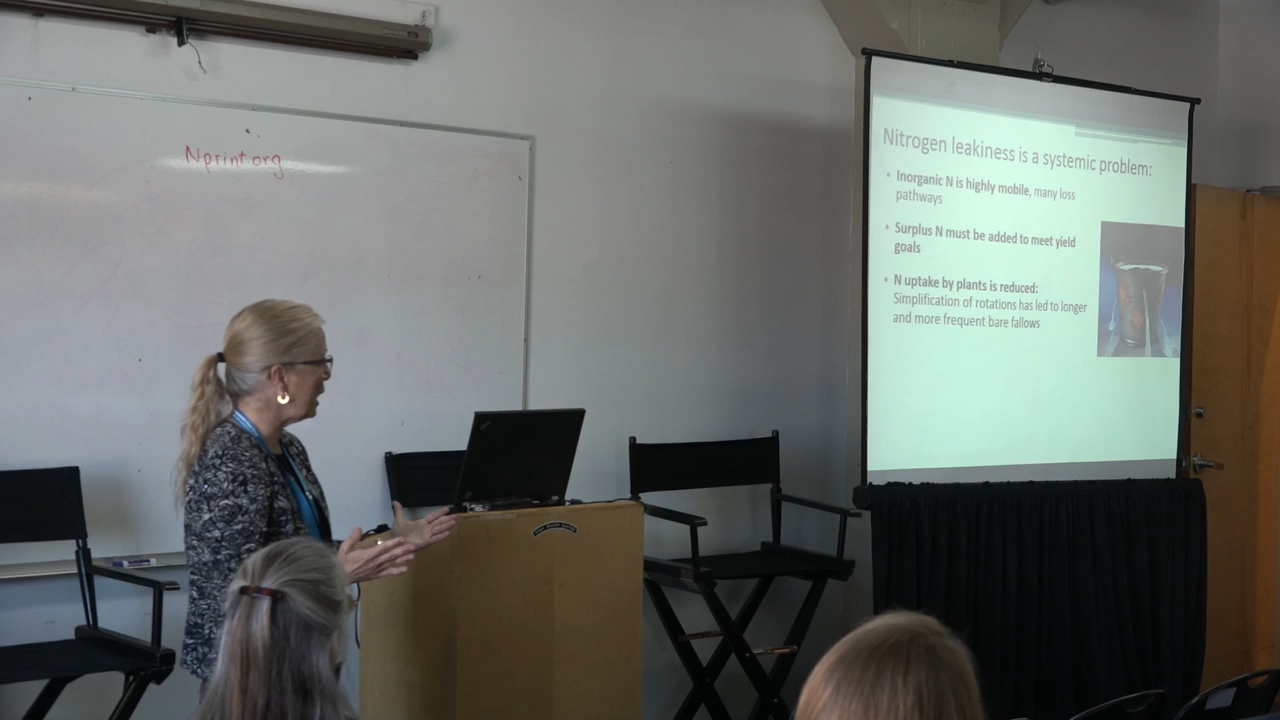 Nprint.org
Nitrogen leakiness is a systemic problem:
• Inorganic N is highly mobile, many loss
pathways
• Surplus N must be added to meet yield
goals
• N uptake by plants is reduced:
Simplification of rotations has led to longer
and more frequent bare fallows